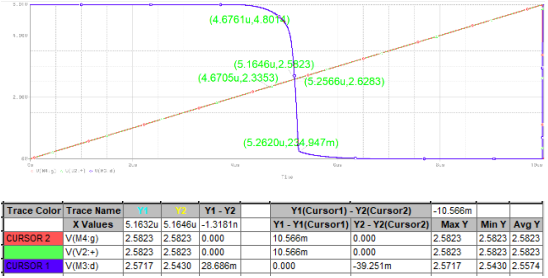 (4.6761u,4.8014)
(5.1646u,2.5823)
(4.6705u,2.3353)
(5.2566u,2.6283)
(5.2620u,234.947m)
Time
Trace Color Trace Name Y1 Y2 Y1 - Y2 Y1(Cursor1) - Y2(Cursor2) -10.566m
X Values 5.1632u 5.1646u -1.3181n Y1 - Y1(Cursor1) Y2 - Y2(Cursor2) Max Y Min Y Avg Y
CURSOR 2 V(M4:g) 2.5823 2.5823 0.000 10.566m 0.000 2.5823 2.5823 2.5823
V(V2:+) 2.5823 2.5823 0.000 10.566m 0.000 2.5823 2.5823 2.5823
CURSOR 1 V(M3:d) 2.5717 2.5430 28.686m 0.000 -39.251m 2.5717 2.5430 2.5574